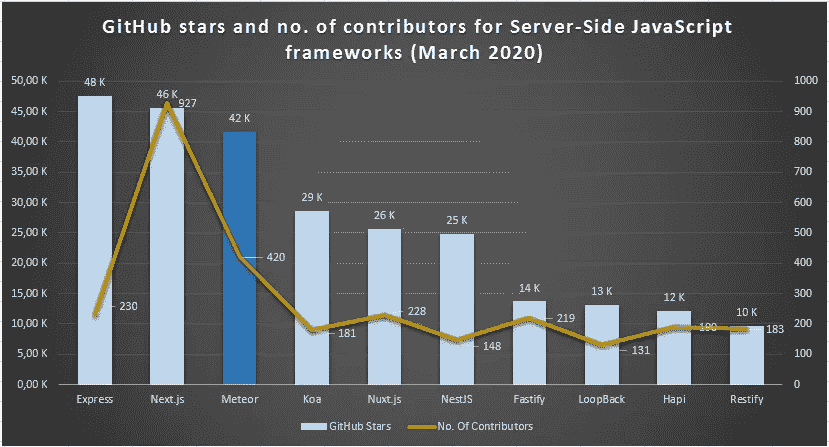 GitHub stars and no. of contributors for Server-Side JavaScript
frameworks (March 2020)
50,00 K
45,00 K
40,00 K
35,00 K
30,00 K
25,00 K
20,00 K
15,00 K
10,00 K
5,00 K
0,00 K
48 K
46 K
42 K
29 K
26 K
25 K
14 K
13 K
12 K
10 K
230
927
420
181
228
148
219
131
183
1000
900
800
700
600
500
400
300
200
100
0
Express Next.js Meteor Koa Nuxt.js NestJS Fastify LoopBack Hapi Restify
GitHub Stars No. Of Contributors